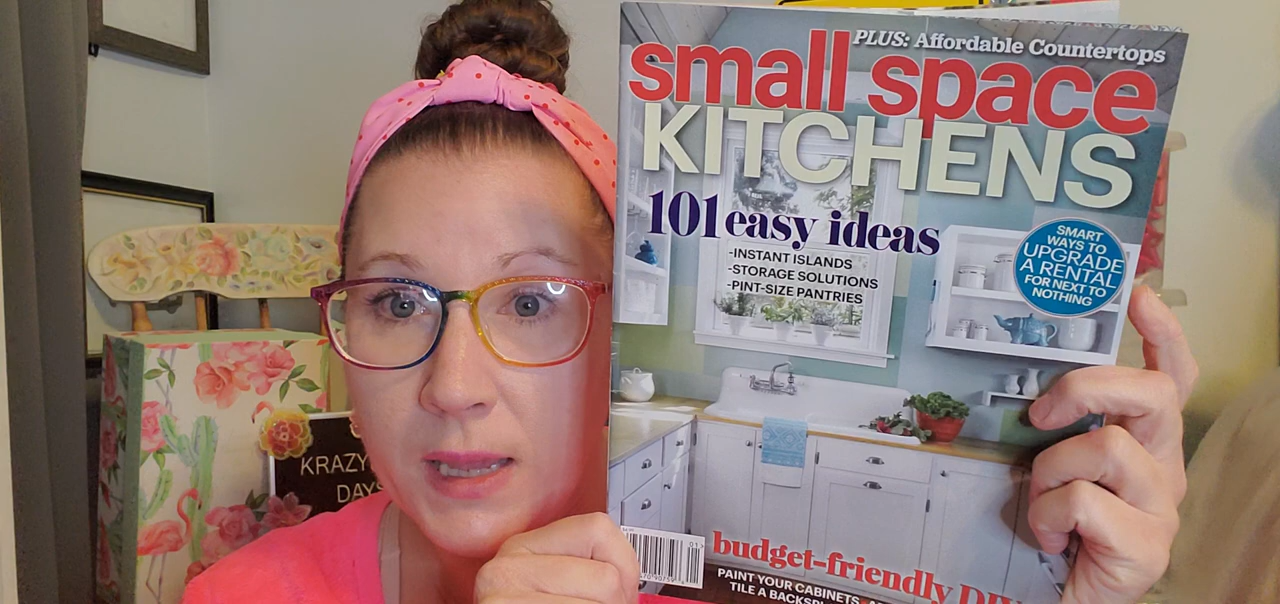 PLUS: Affordable Countertops
small space
KITCHENS
101 easy ideas
-INSTANT ISLANDS
-STORAGE SOLUTIONS
-PINT-SIZE PANTRIES
SMART
WAYS TO
UPGRADE
A RENTAL
FOR NEXT TO
NOTHING
KRAZY
DAYS
budget-friendly DIY
PAINT YOUR CABINETS,
TILE A